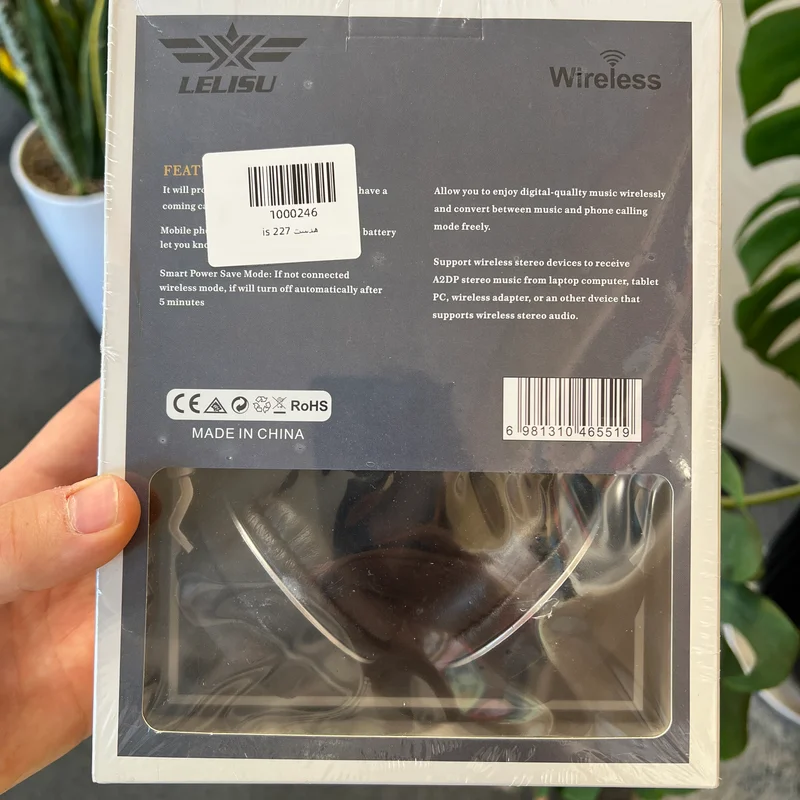 LELISU
Wireless
FEAT
It will pro
have a
coming ca
Mobile pho
battery
let you kno
Smart Power Save Mode: If not connected
wireless mode, if will turn off automatically after
5 minutes
1000246
هدست is 227
Allow you to enjoy digital-quallty music wirelessly
and convert between music and phone calling
mode freely.
Support wireless stereo devices to receive
A2DP stereo music from laptop computer, tablet
PC, wireless adapter, or an other dveice that
supports wireless stereo audio.
CE RoHS
MADE IN CHINA
6 981310 465519